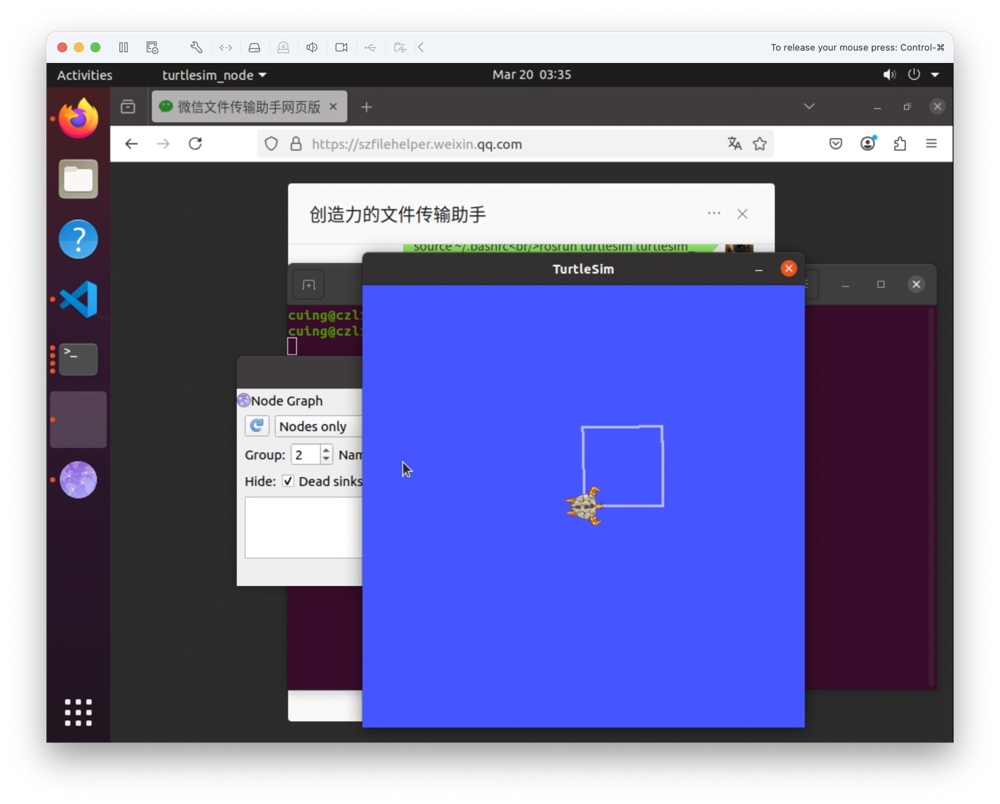 To release your mouse press: Control-⌘
Activities
turtlesim_node
Mar 20 03:35
微信文件传输助手网页版
https://szfilehelper.weixin.qq.com
创造力的文件传输助手
source ~/.bashrc<br/>rosrun turtlesim turtlesim_
TurtleSim
cuing@czl
cuing@czl
Node Graph
Nodes only
Group: 2 Nam
Hide: Dead sinks